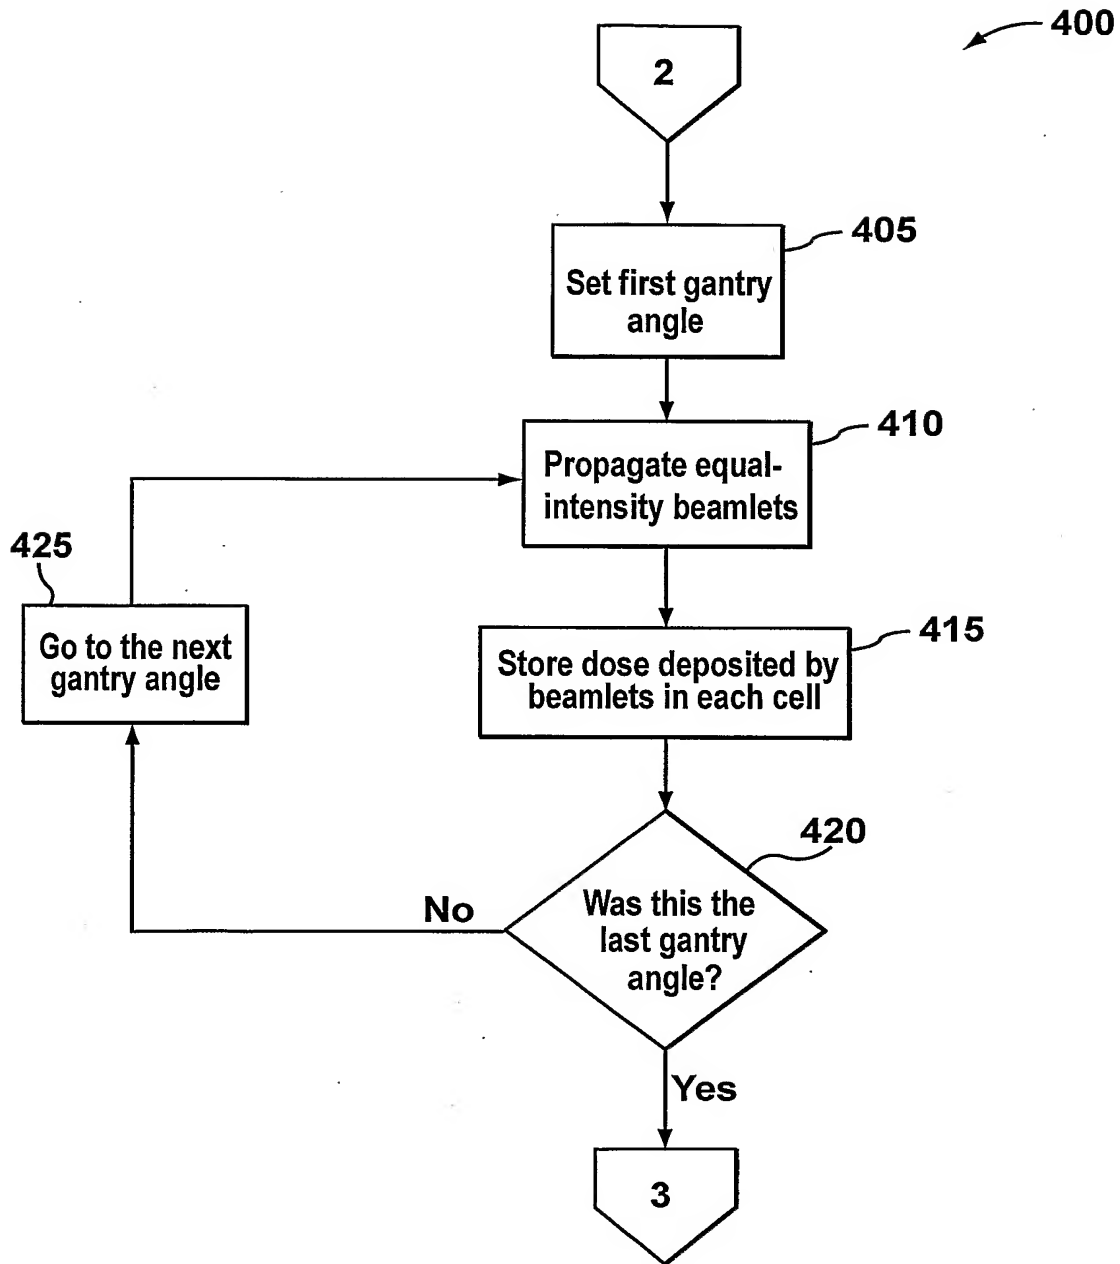 400
2
405
Set first gantry
angle
410
Propagate equal-
intensity beamlets
425
Go to the next
gantry angle
415
Store dose deposited by
beamlets in each cell
420
Was this the
last gantry
angle?
No
Yes
3